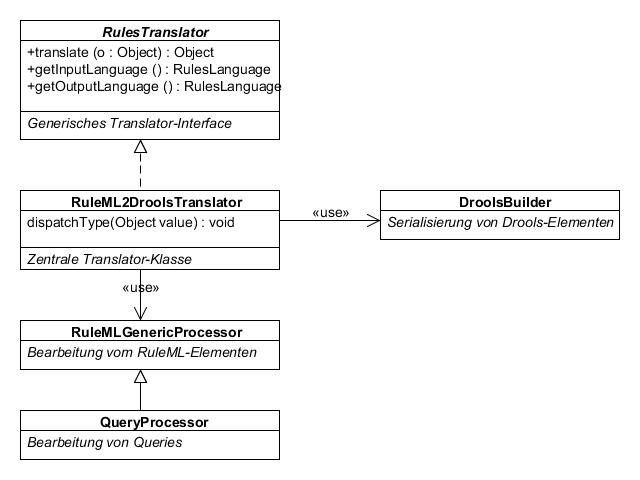 RulesTranslator
+translate (o : Object) : Object
+getInputLanguage () : RulesLanguage
+getOutputLanguage () : RulesLanguage
Generisches Translator-Interface
RuleML2DroolsTranslator
dispatchType(Object value) : void
Zentrale Translator-Klasse
«use»
DroolsBuilder
Serialisierung von Drools-Elementen
«use»
RuleMLGenericProcessor
Bearbeitung vom RuleML-Elementen
QueryProcessor
Bearbeitung von Queries